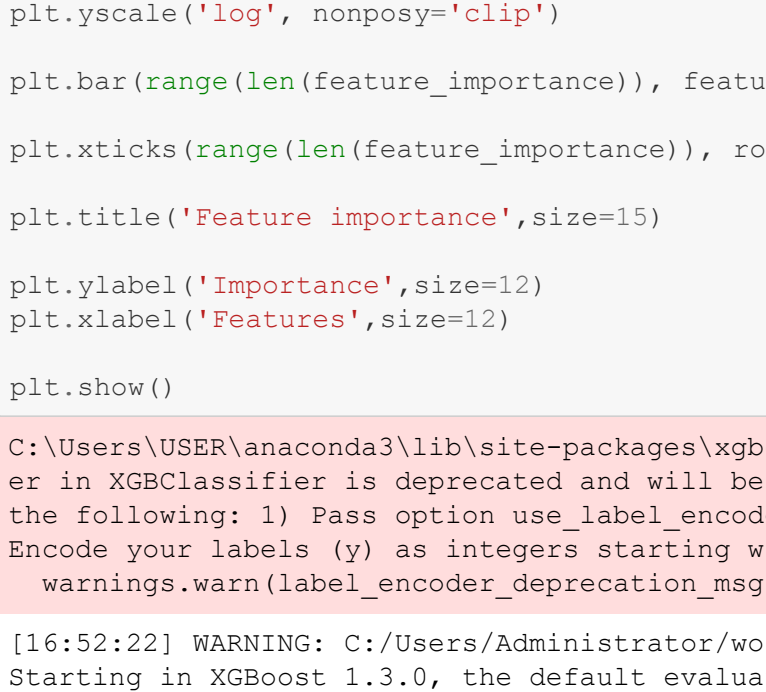 plt.yscale('log', nonposy='clip')
plt.bar(range(len(feature_importance)), featu
plt.xticks(range(len(feature_importance)), ro
plt.title('Feature importance',size=15)
plt.ylabel('Importance',size=12)
plt.xlabel('Features',size=12)
plt.show()
C:\Users\USER\anaconda3\lib\site-packages\xgb
er in XGBClassifier is deprecated and will be
the following: 1) Pass option use_label_encod
Encode your labels (y) as integers starting w
  warnings.warn(label_encoder_deprecation_msg
[16:52:22] WARNING: C:/Users/Administrator/wo
Starting in XGBoost 1.3.0, the default evalua